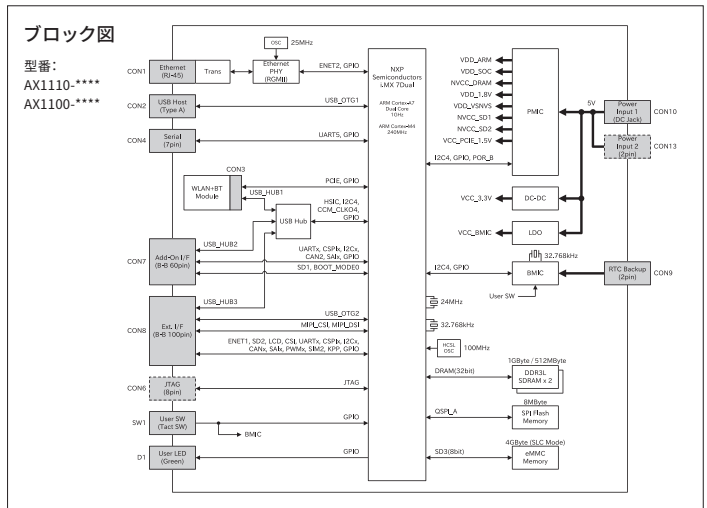 ブロック図
型番:
AX1110-****
AX1100-****
OSC
25MHz
CON1
Ethernet
(RJ-45)
Trans
Ethernet
PHY
(RGMII)
ENET2, GPIO
CON2
USB Host
(Type A)
USB_OTG1
CON4
Serial
(7pin)
UART5, GPIO
CON3
WLAN+BT
Module
PCIE, GPIO
USB_HUB1
USB Hub
HSIC, I2C4,
CCM_CLKO4,
GPIO
CON7
Add-On I/F
(B-B 60pin)
USB_HUB2
UARTx, CSPIx, I2Cx,
CAN2, SAIx, GPIO
SD1, BOOT_MODE0
CON8
Ext. I/F
(B-B 100pin)
USB_HUB3
USB_OTG2
MIPI_CSI, MIPI_DSI
ENET1, SD2, LCD, CSI, UARTx, CSPIx, I2Cx,
CANx, SAIx, PWMx, SIM2, KPP, GPIO
CON6
JTAG
(8pin)
JTAG
SW1
User SW
(Tact SW)
GPIO
BMIC
D1
User LED
(Green)
GPIO
NXP
Semiconductors
i.MX 7Dual
ARM Cortex-A7
Dual Core
1GHz
ARM Cortex-M4
240MHz
VDD_ARM
VDD_SOC
NVCC_DRAM
VDD_1.8V
VDD_VSNVS
NVCC_SD1
NVCC_SD2
VCC_PCIE_1.5V
PMIC
I2C4, GPIO, POR_B
5V
Power
Input 1
(DC Jack)
CON10
Power
Input 2
(2pin)
CON13
VCC_3.3V
DC-DC
VCC_BMIC
LDO
32.768kHz
I2C4, GPIO
BMIC
User SW
RTC Backup
(2pin)
CON9
24MHz
32.768kHz
HCSL
OSC
100MHz
1GByte / 512MByte
DRAM(32bit)
DDR3L
SDRAM x 2
8MByte
QSPI_A
SPI Flash
Memory
4GByte (SLC Mode)
SD3(8bit)
eMMC
Memory